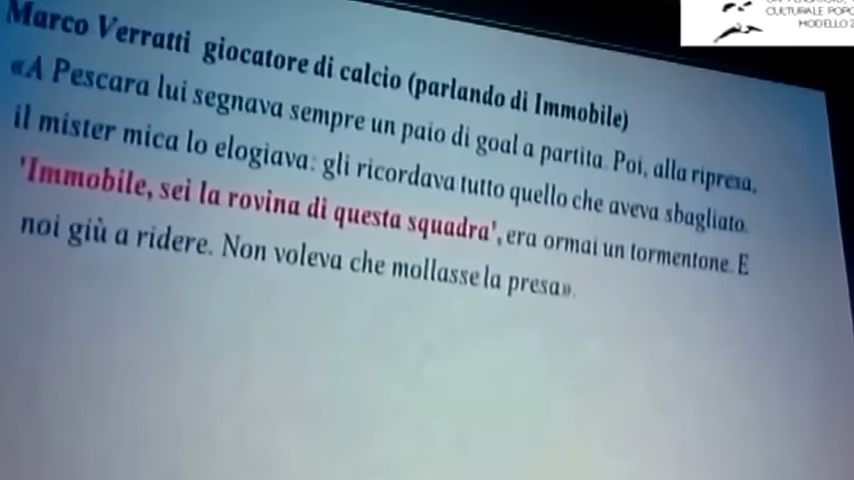 CULTURALE POPO
MODELLO 2
Marco Verratti giocatore di calcio (parlando di Immobile)
«A Pescara lui segnava sempre un paio di goal a partita. Poi, alla ripresa,
il mister mica lo elogiava: gli ricordava tutto quello che aveva sbagliato.
'Immobile, sei la rovina di questa squadra', era ormai un tormentone. E
noi giù a ridere. Non voleva che mollasse la presa».